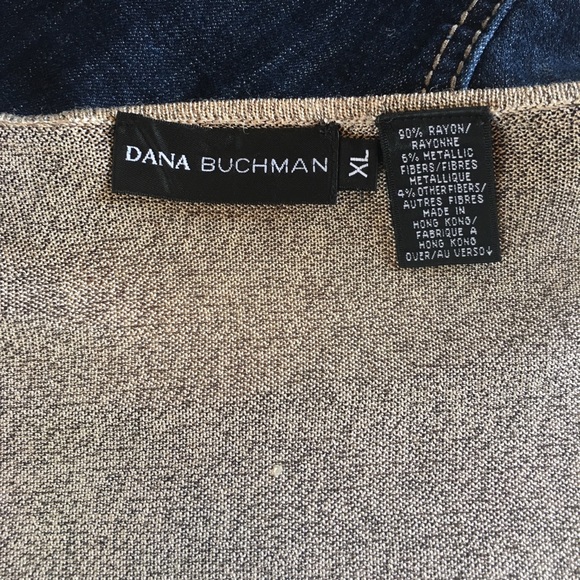 DANA BUCHMAN
XL
90% RAYON/
RAYONNE
6% METALLIC
FIBERS/FIBRES
METALLIQUE
4% OTHER FIBERS/
AUTRES FIBRES
MADE IN
HONG KONG/
FABRIQUE A
HONG KONG
OVER/AU VERSO↓